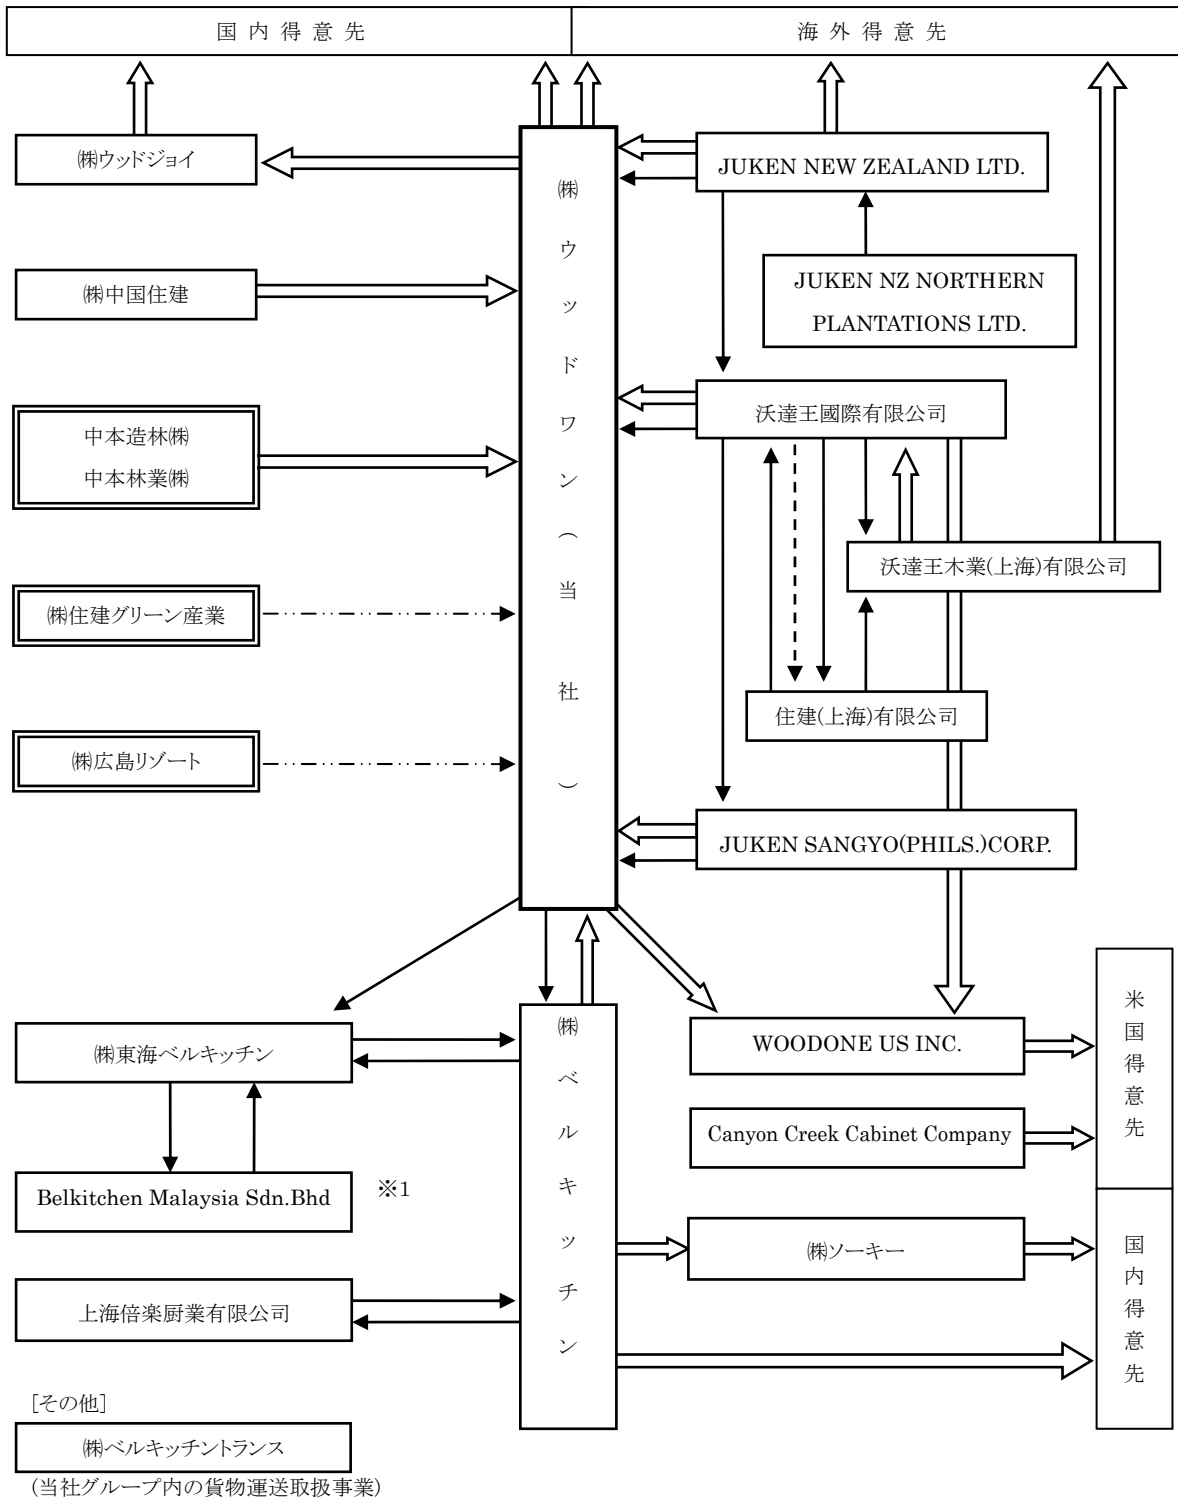 国内得意先
海外得意先
㈱ウッドジョイ
㈱中国住建
中本造林㈱
中本林業㈱
㈱住建グリーン産業
㈱広島リゾート
㈱ウッドワン(当社)
JUKEN NEW ZEALAND LTD.
JUKEN NZ NORTHERN
PLANTATIONS LTD.
沃達王國際有限公司
沃達王木業(上海)有限公司
住建(上海)有限公司
JUKEN SANGYO(PHILS.)CORP.
㈱東海ベルキッチン
Belkitchen Malaysia Sdn.Bhd
※1
上海倍楽厨業有限公司
㈱ベルキッチン
WOODONE US INC.
Canyon Creek Cabinet Company
㈱ソーキー
米国得意先
国内得意先
[その他]
㈱ベルキッチントランス
(当社グループ内の貨物運送取扱事業)